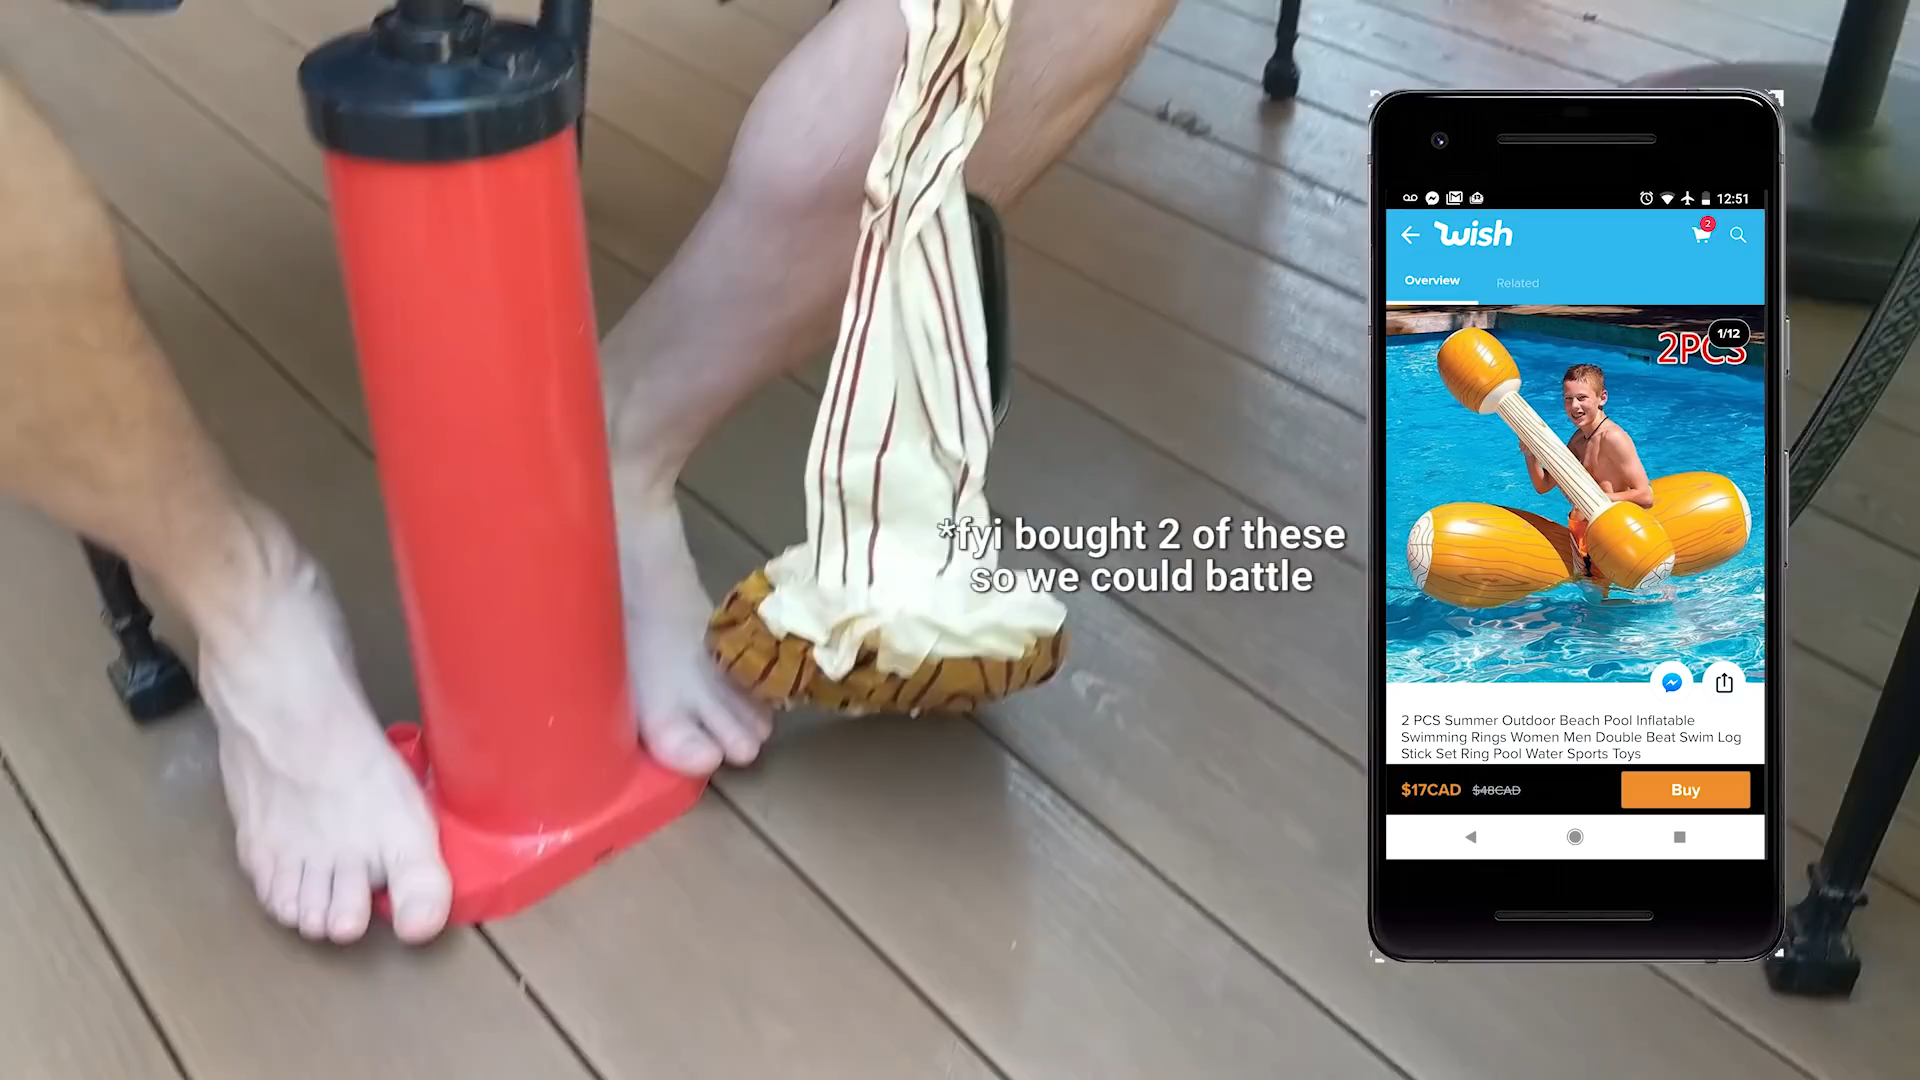 *fyi bought 2 of these
so we could battle
12:51
wish
2
Overview
Related
1/12
2PCS
2 PCS Summer Outdoor Beach Pool Inflatable
Swimming Rings Women Men Double Beat Swim Log
Stick Set Ring Pool Water Sports Toys
$17CAD $48CAD
Buy